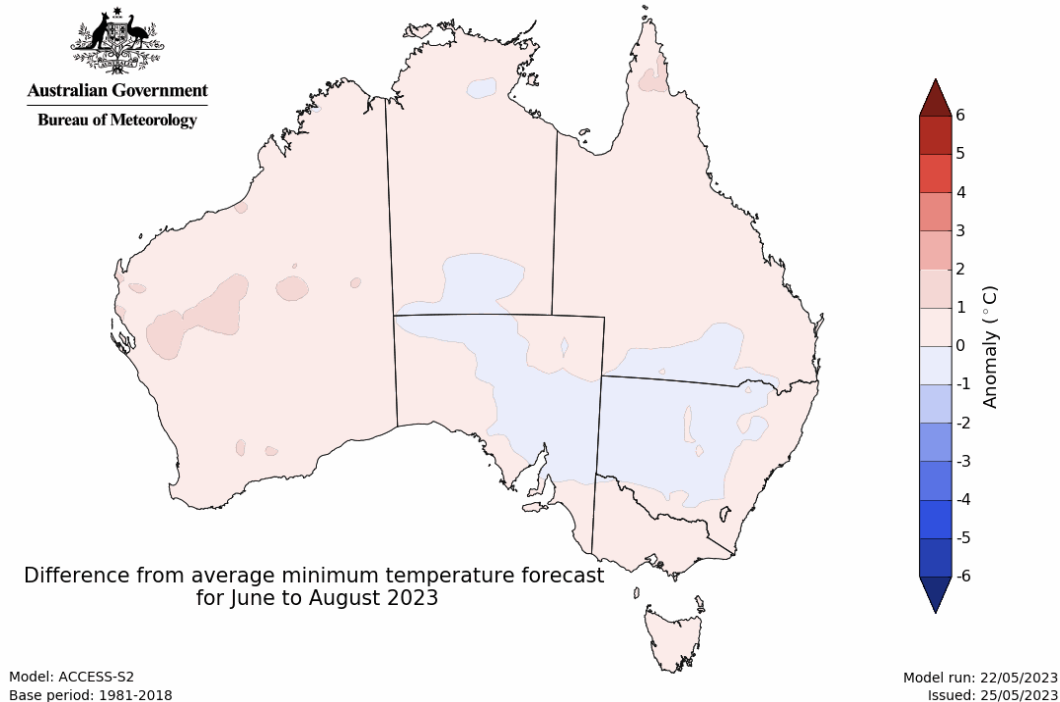 Australian Government
Bureau of Meteorology
6
5
4
3
2
1
0
-1
-2
-3
-4
-5
-6
Anomaly (°C)
Difference from average minimum temperature forecast
for June to August 2023
Model: ACCESS-S2
Base period: 1981-2018
Model run: 22/05/2023
Issued: 25/05/2023